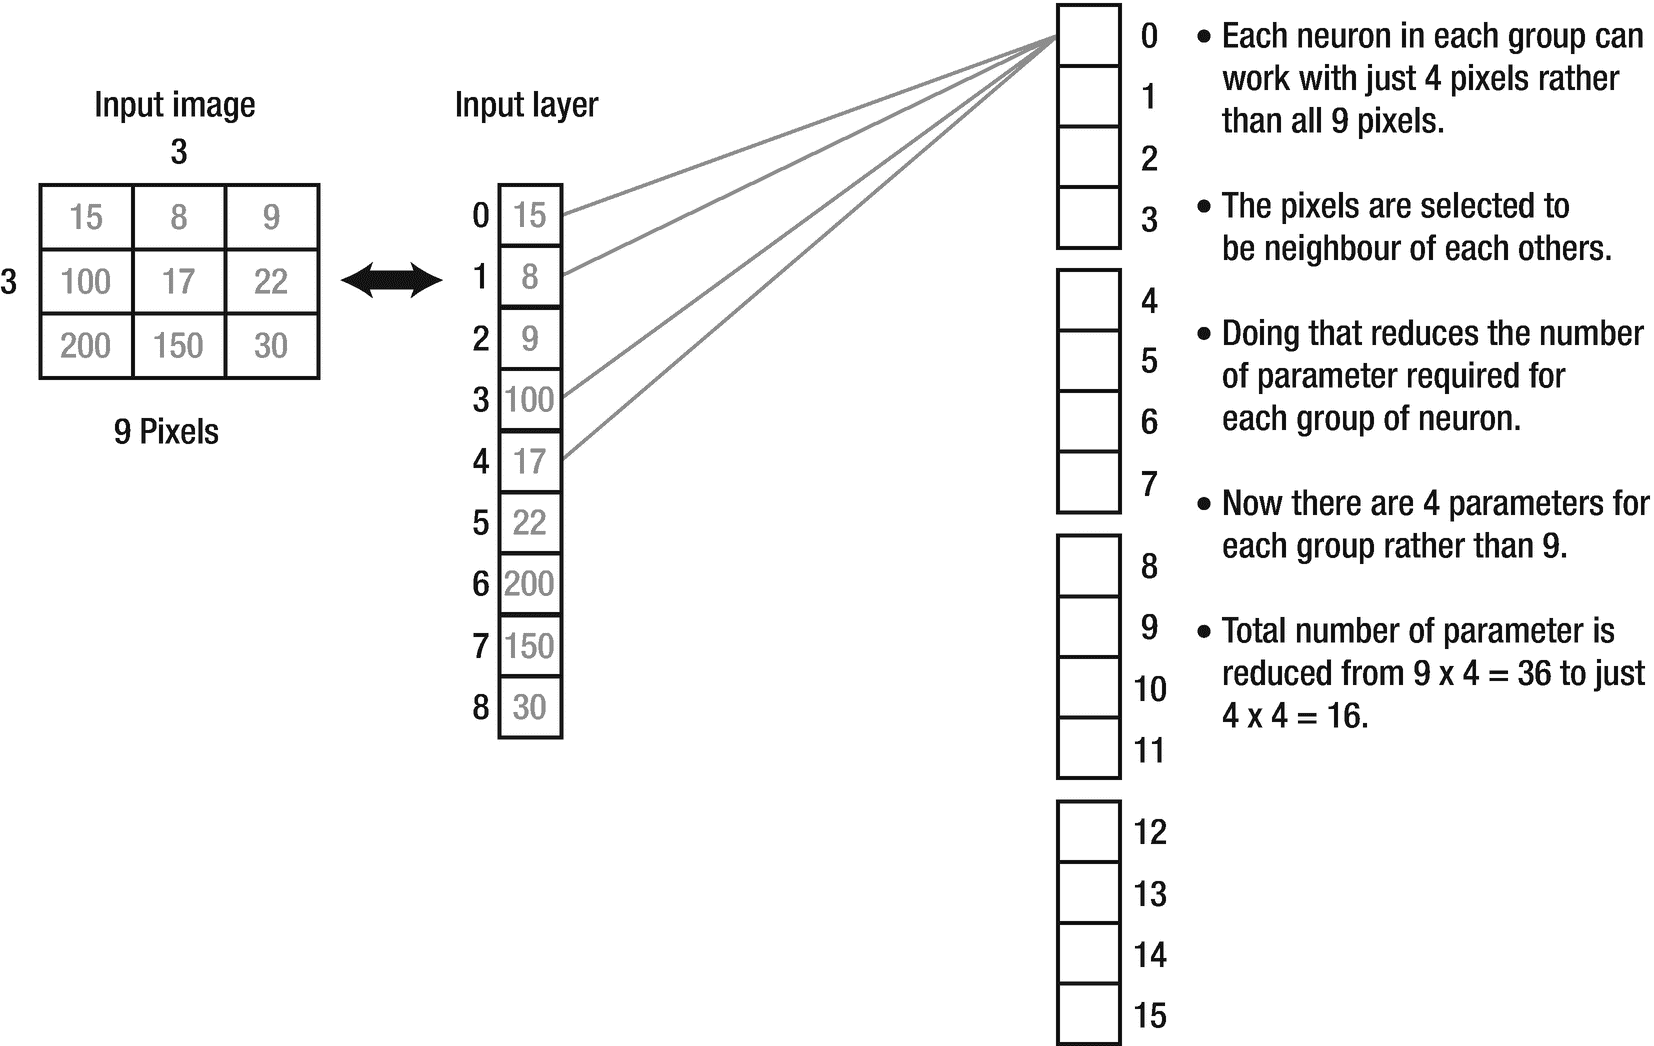 Input image
3
3
15 8 9
100 17 22
200 150 30
9 Pixels
Input layer
0 15
1 8
2 9
3 100
4 17
5 22
6 200
7 150
8 30
0
1
2
3
4
5
6
7
8
9
10
11
12
13
14
15
• Each neuron in each group can
work with just 4 pixels rather
than all 9 pixels.
• The pixels are selected to
be neighbour of each others.
• Doing that reduces the number
of parameter required for
each group of neuron.
• Now there are 4 parameters for
each group rather than 9.
• Total number of parameter is
reduced from 9 x 4 = 36 to just
4 x 4 = 16.